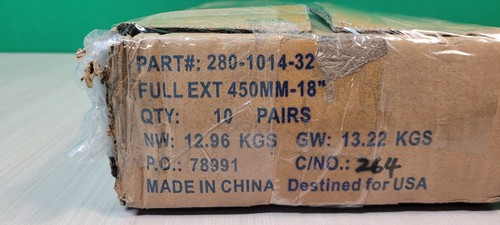 PART#: 280-1014-32
FULL EXT 450MM-18"
QTY: 10 PAIRS
NW: 12.96 KGS GW: 13.22 KGS
P.O.: 78991 C/NO.: 264
MADE IN CHINA Destined for USA